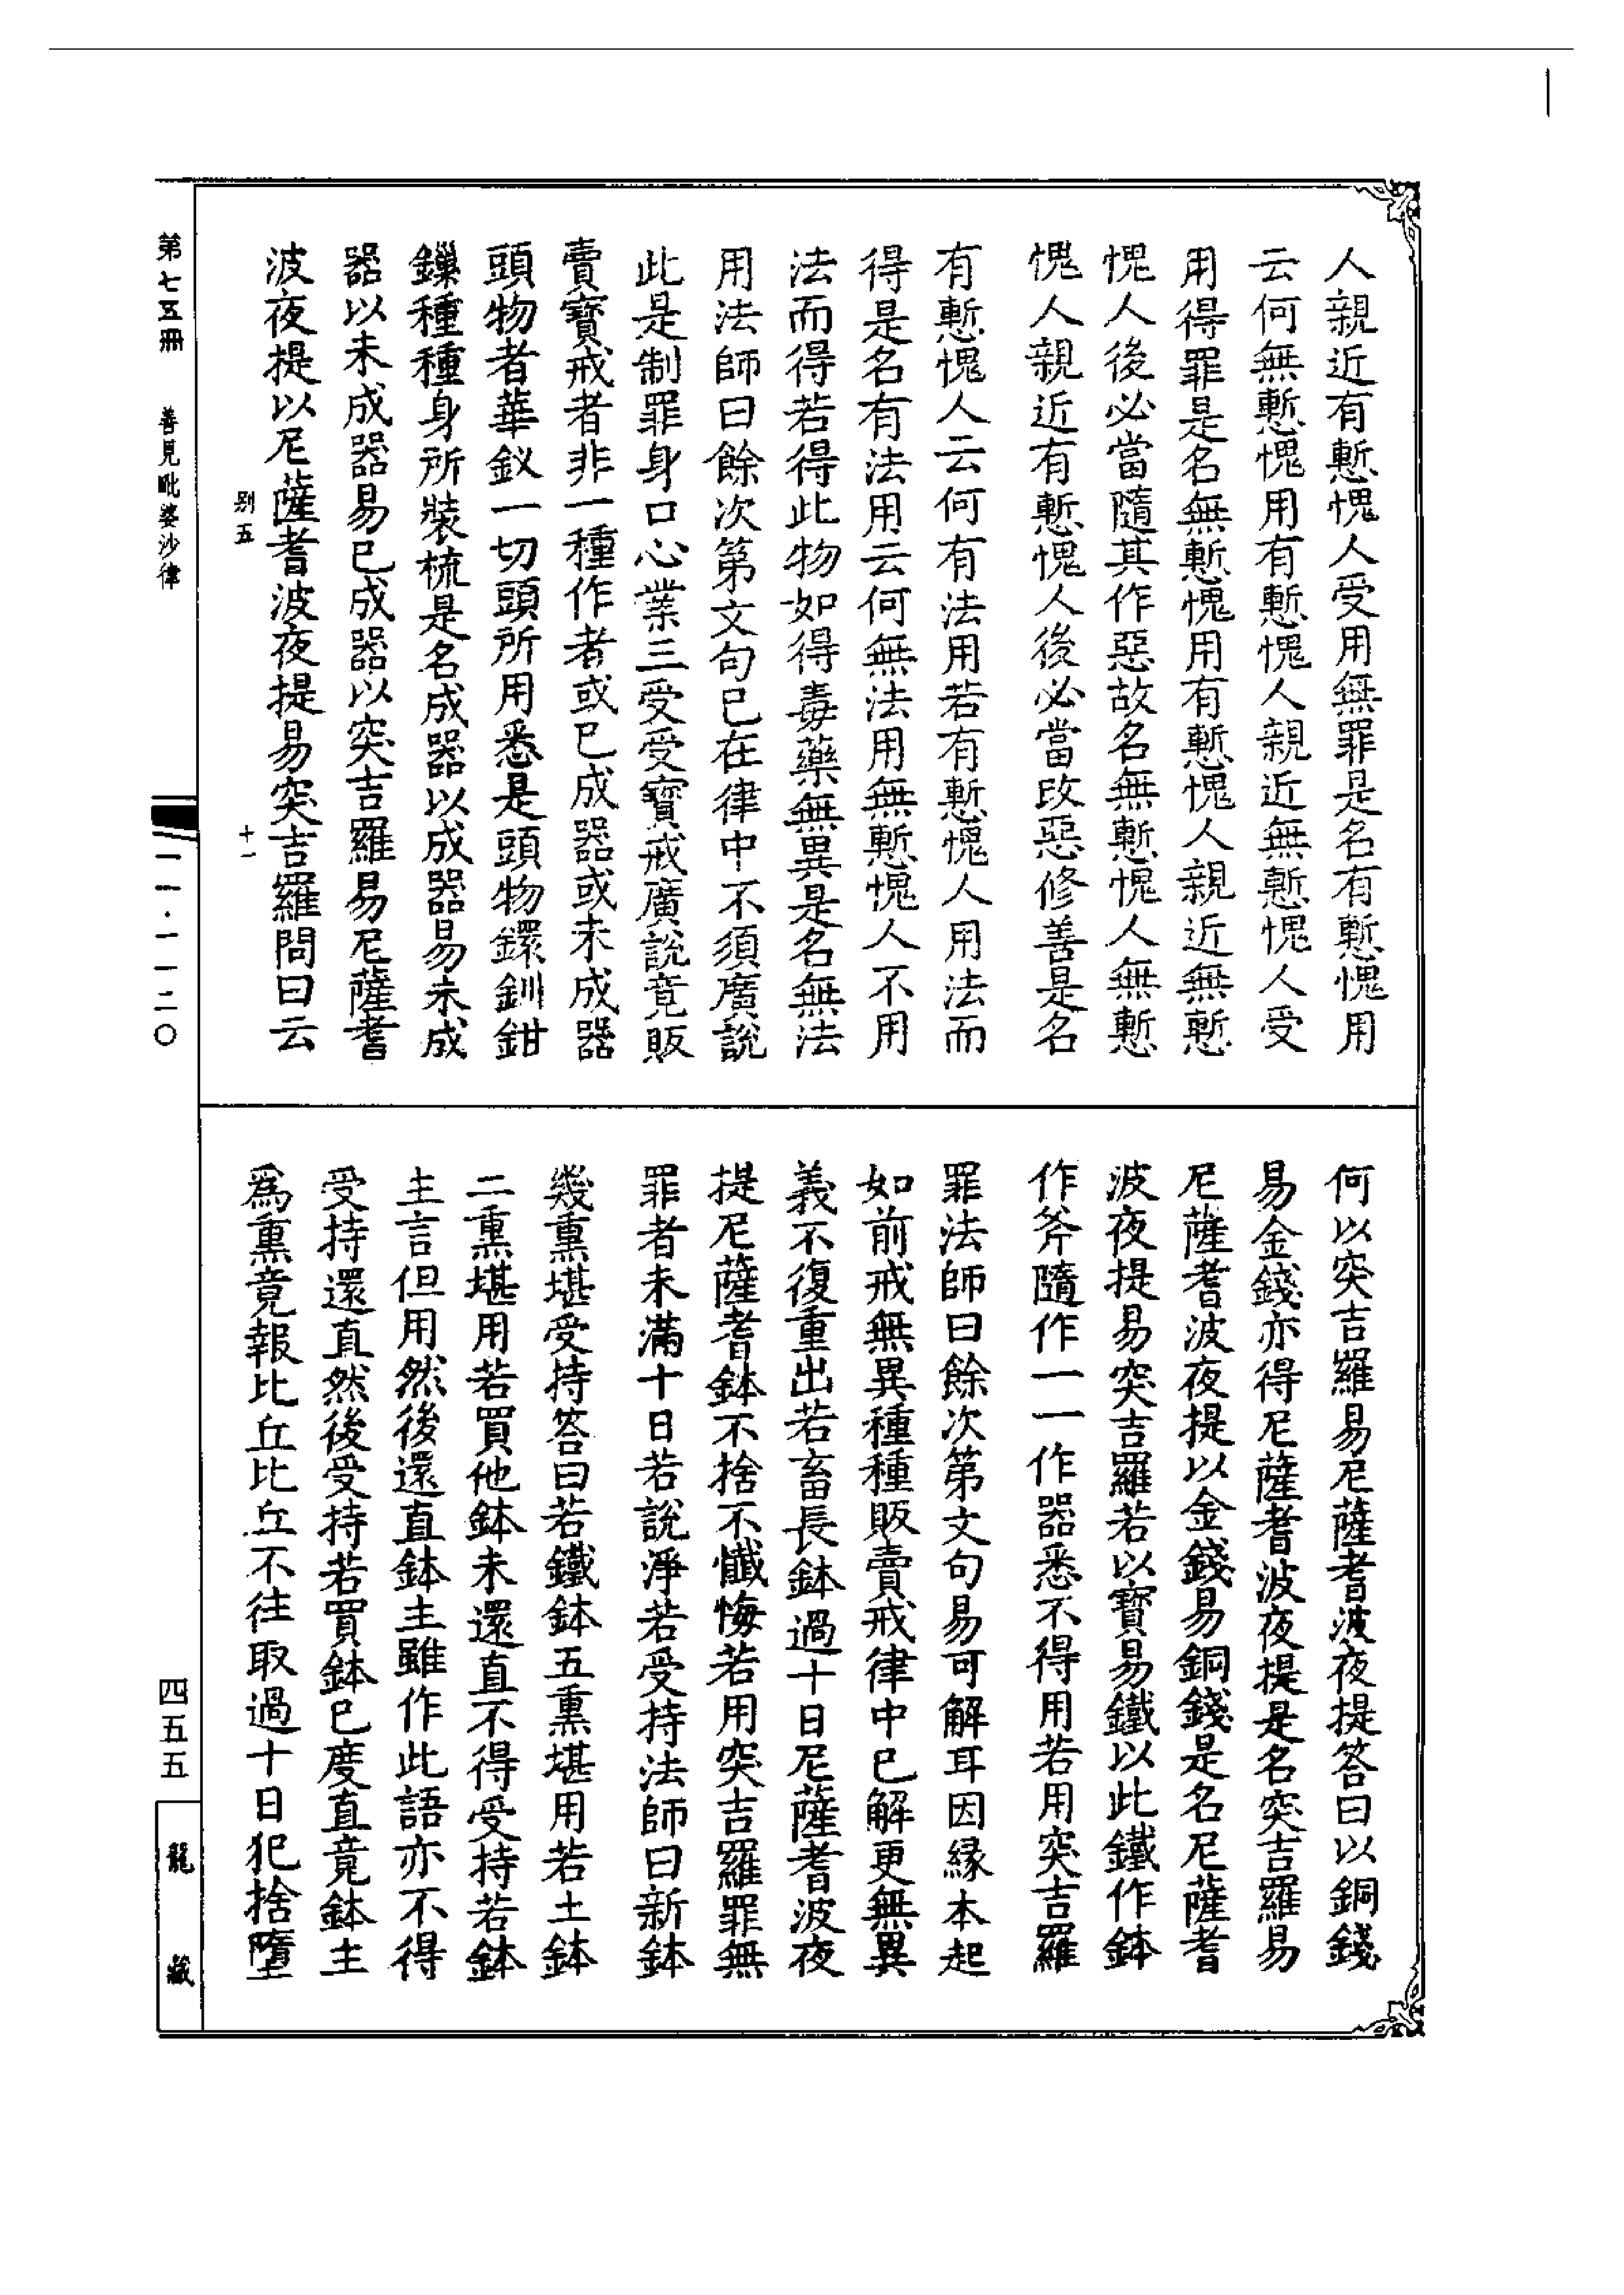 人親近有慙愧人受用無罪是名有慙愧用
云何無慙愧用有慙愧人親近無慙愧人受
用得罪是名無慙愧用有慙愧人親近無慙
愧人後必當隨其作惡故名無慙愧人無慙
愧人親近有慙愧人後必當改惡修善是名
有慙愧人云何有法用若有慙愧人用法而
得是名有法用云何無法用無慙愧人不用
法而得若得此物如得毒藥無異是名無法
用法師曰餘次第文句已在律中不須廣說
此是制罪身口心業三受受寶戒廣說竟販
賣寶戒者非一種作者或已成器或未成器
頭物者華釵一切頭所用悉是頭物鐶釧鉗
鏁種種身所裝梳是名成器以成器易未成
器以未成器易已成器以突吉羅易尼薩耆
波夜提以尼薩耆波夜提易突吉羅問曰云
何以突吉羅易尼薩耆波夜提答曰以銅錢
易金錢亦得尼薩耆波夜提是名突吉羅易
尼薩耆波夜提以金錢易銅錢是名尼薩耆
波夜提易突吉羅若以寶易鐵以此鐵作鉢
作斧隨作一一作器悉不得用若用突吉羅
罪法師曰餘次第文句易可解耳因緣本起
如前戒無異種種販賣戒律中已解更無異
義不復重出若畜長鉢過十日尼薩耆波夜
提尼薩耆鉢不捨不懺悔若用突吉羅罪無
罪者未滿十日若說淨若受持法師曰新鉢
幾熏堪受持答曰若鐵鉢五熏堪用若土鉢
二熏堪用若買他鉢未還直不得受持若鉢
主言但用然後還直鉢主雖作此語亦不得
受持還直然後受持若買鉢已度直竟鉢主
為熏竟報比丘比丘不往取過十日犯捨墮
別五 十一
第七五冊 善見毗婆沙律 一一一·一一二〇 四五五 龍藏